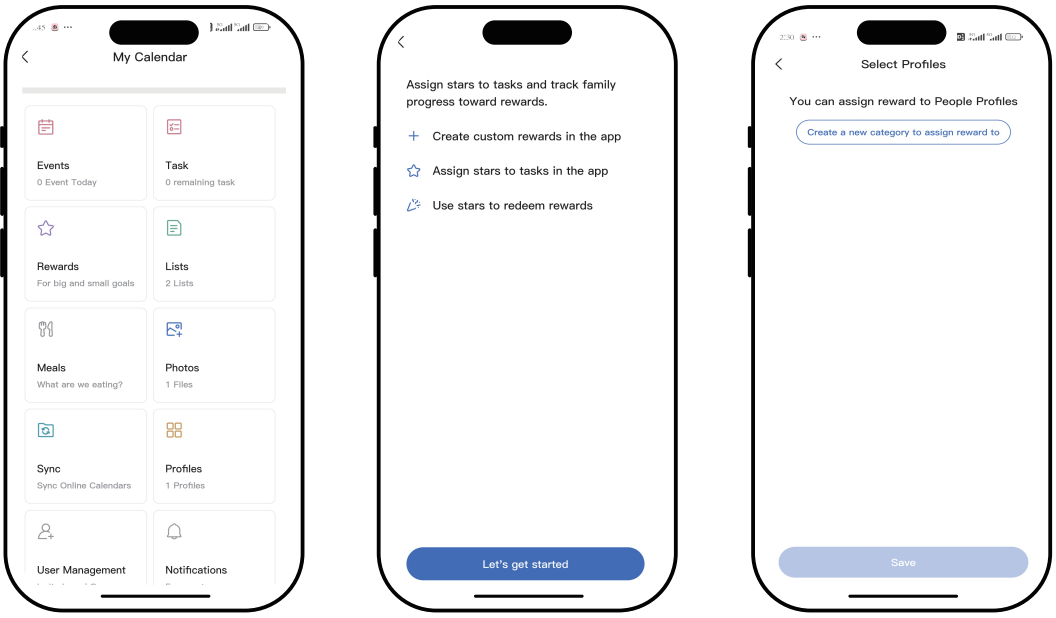 My Calendar
Events
0 Event Today
Task
0 remaining task
Rewards
For big and small goals
Lists
2 Lists
Meals
What are we eating?
Photos
1 Files
Sync
Sync Online Calendars
Profiles
1 Profiles
User Management
Notifications
Assign stars to tasks and track family
progress toward rewards.
Create custom rewards in the app
Assign stars to tasks in the app
Use stars to redeem rewards
Let's get started
2:30
Select Profiles
You can assign reward to People Profiles
Create a new category to assign reward to
Save